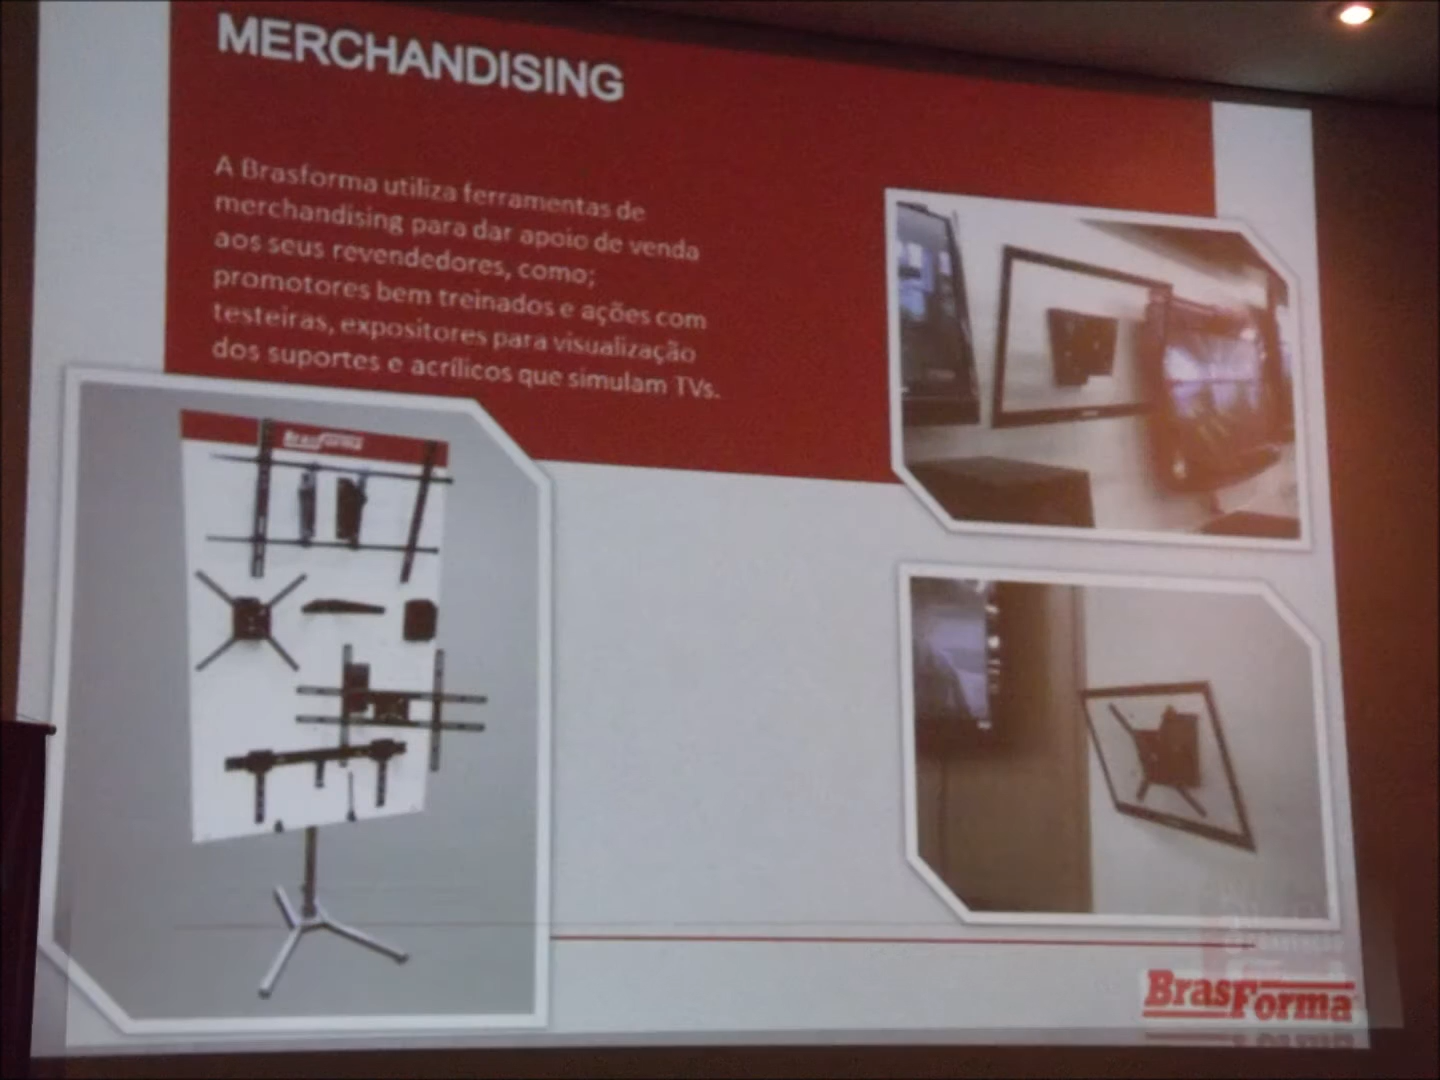 MERCHANDISING
A Brasforma utiliza ferramentas de
merchandising para dar apoio de venda
aos seus revendedores, como;
promotores bem treinados e ações com
testeiras, expositores para visualização
dos suportes e acrílicos que simulam TVs.
BrasForma
BrasForma